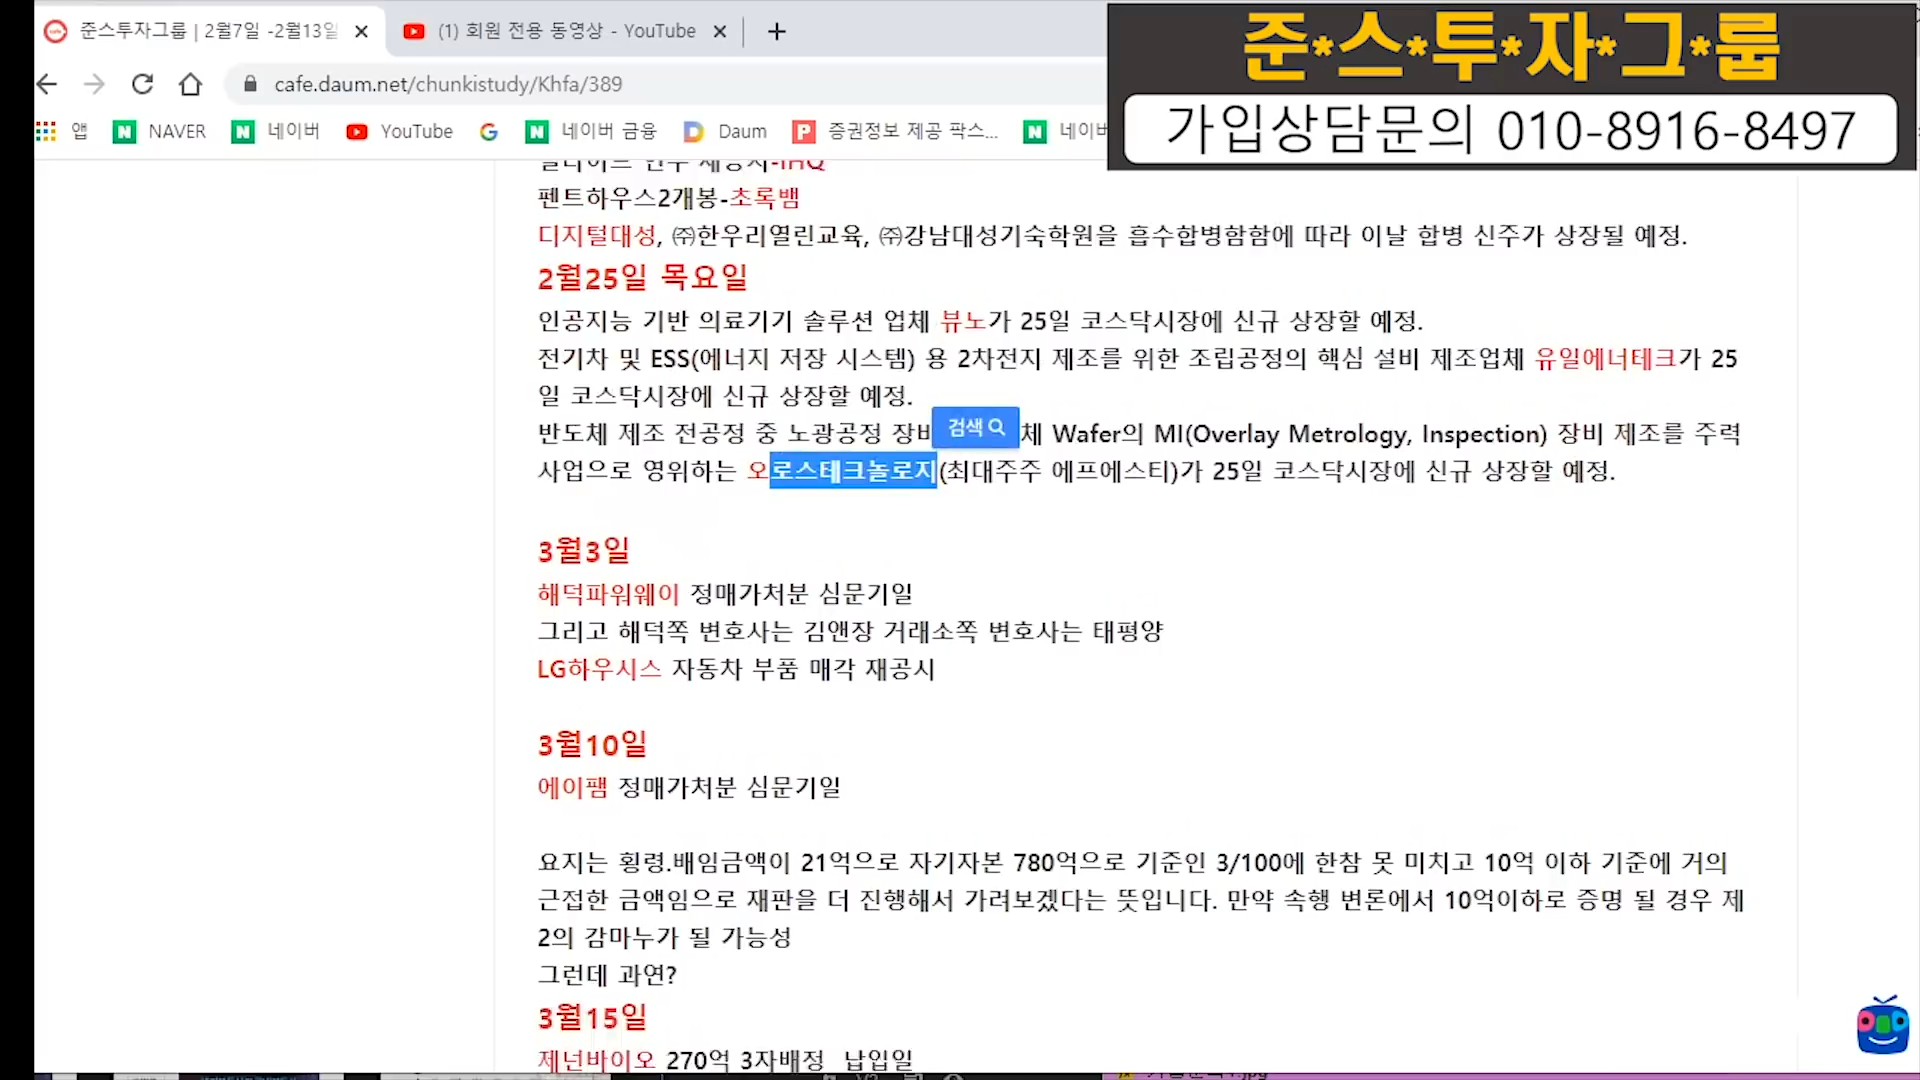 준스투자그룹 | 2월7일 -2월13일
(1) 회원 전용 동영상 - YouTube
준*스*투*자*그*룹
가입상담문의 010-8916-8497
cafe.daum.net/chunkistudy/Khfa/389
앱 NAVER 네이버 YouTube 네이버 금융 Daum 증권정보 제공 팍스... 네이버
펜트하우스2개봉-초록뱀
디지털대성, ㈜한우리열린교육, ㈜강남대성기숙학원을 흡수합병함함에 따라 이날 합병 신주가 상장될 예정.
2월25일 목요일
인공지능 기반 의료기기 솔루션 업체 뷰노가 25일 코스닥시장에 신규 상장할 예정.
전기차 및 ESS(에너지 저장 시스템) 용 2차전지 제조를 위한 조립공정의 핵심 설비 제조업체 유일에너테크가 25
일 코스닥시장에 신규 상장할 예정.
반도체 제조 전공정 중 노광공정 장비 검색 체 Wafer의 MI(Overlay Metrology, Inspection) 장비 제조를 주력
사업으로 영위하는 오로스테크놀로지(최대주주 에프에스티)가 25일 코스닥시장에 신규 상장할 예정.
3월3일
해덕파워웨이 정매가처분 심문기일
그리고 해덕쪽 변호사는 김앤장 거래소쪽 변호사는 태평양
LG하우시스 자동차 부품 매각 재공시
3월10일
에이팸 정매가처분 심문기일
요지는 횡령.배임금액이 21억으로 자기자본 780억으로 기준인 3/100에 한참 못 미치고 10억 이하 기준에 거의
근접한 금액임으로 재판을 더 진행해서 가려보겠다는 뜻입니다. 만약 속행 변론에서 10억이하로 증명 될 경우 제
2의 감마누가 될 가능성
그런데 과연?
3월15일
제넌바이오 270억 3자배정 납입일